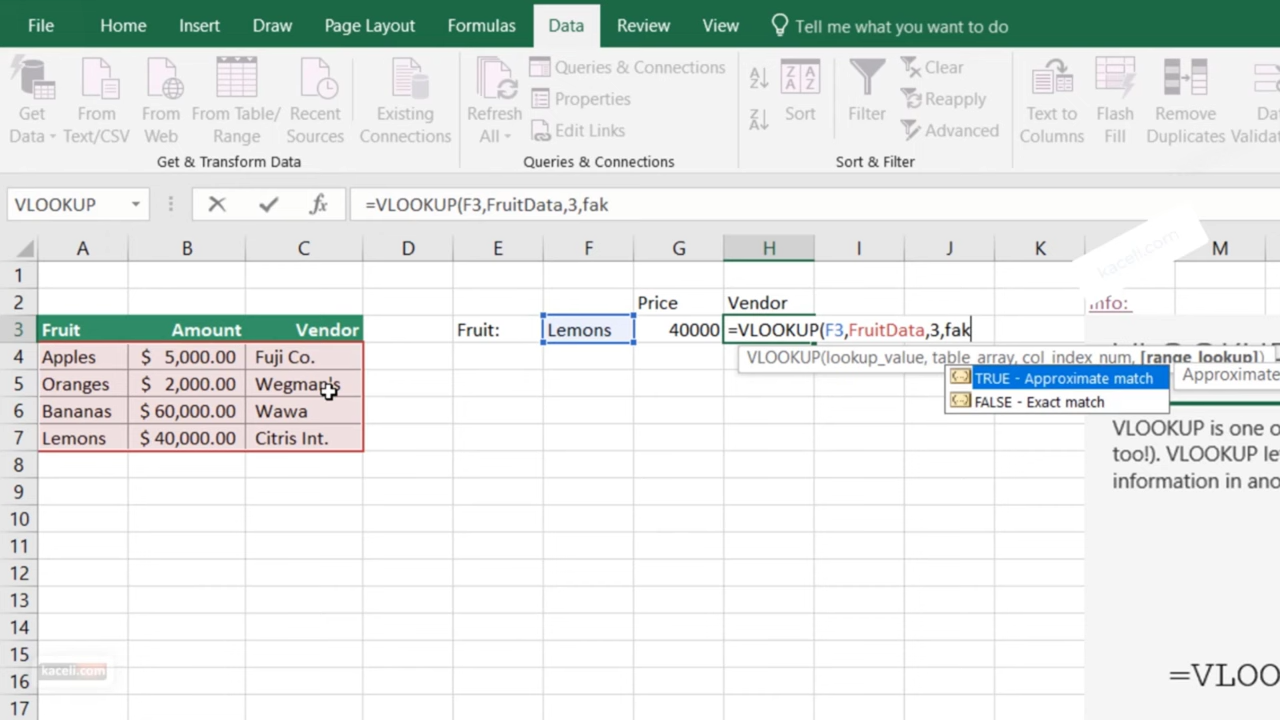 File Home Insert Draw Page Layout Formulas Data Review View Tell me what you want to do
Get Data
From Text/CSV
From Web
From Table/ Range
Recent Sources
Existing Connections
Get & Transform Data
Refresh All
Queries & Connections
Properties
Edit Links
Queries & Connections
Sort
Filter
Clear
Reapply
Advanced
Sort & Filter
Text to Columns
Flash Fill
Remove Duplicates
VLOOKUP fx =VLOOKUP(F3,FruitData,3,fak
A B C D E F G H I J K M
kaceli.com
1
2 Price Vendor Info:
3 Fruit Amount Vendor Fruit: Lemons 40000 =VLOOKUP(F3,FruitData,3,fak
4 Apples $ 5,000.00 Fuji Co. VLOOKUP(lookup_value, table_array, col_index_num, [range_lookup])
TRUE - Approximate match Approximate
5 Oranges $ 2,000.00 Wegman's
FALSE - Exact match
6 Bananas $ 60,000.00 Wawa
7 Lemons $ 40,000.00 Citris Int.
VLOOKUP is one o
too!). VLOOKUP le
information in ano
8
9
10
11
12
13
14
15
kaceli.com
16 =VLOO
17